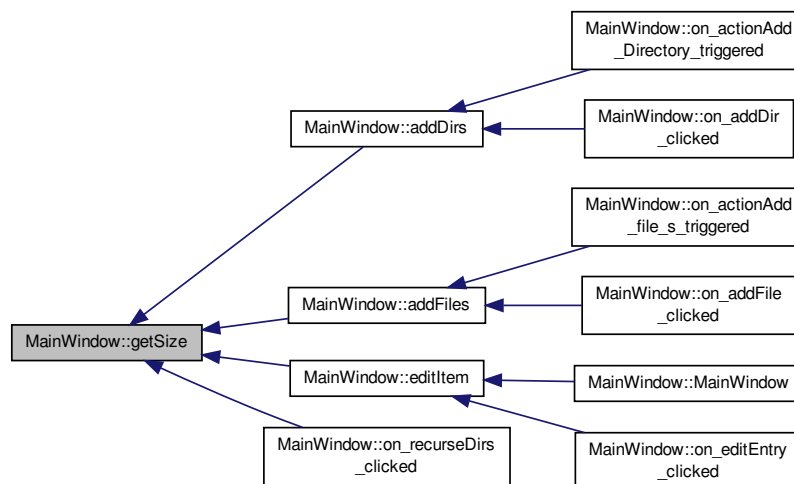 MainWindow::on_actionAdd
_Directory_triggered
MainWindow::addDirs
MainWindow::on_addDir
_clicked
MainWindow::on_actionAdd
_file_s_triggered
MainWindow::addFiles
MainWindow::on_addFile
_clicked
MainWindow::getSize
MainWindow::editItem
MainWindow::MainWindow
MainWindow::on_recurseDirs
_clicked
MainWindow::on_editEntry
_clicked